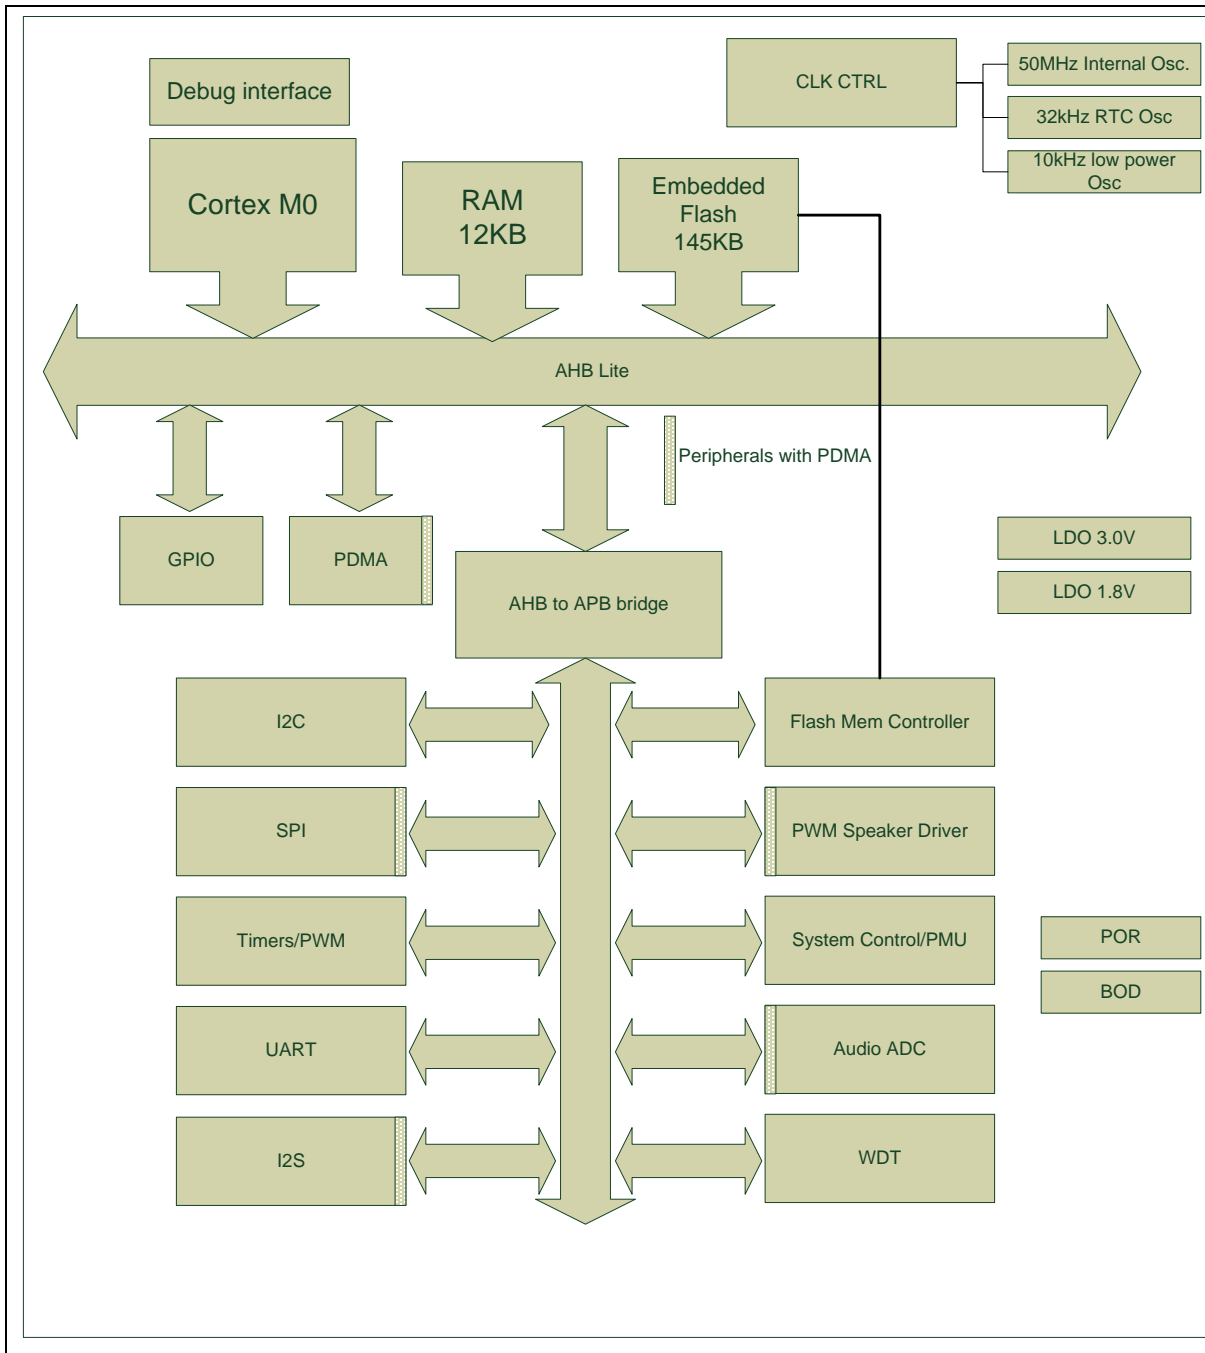 Debug interface
CLK CTRL
50MHz Internal Osc.
32kHz RTC Osc
10kHz low power
Osc
Cortex M0
RAM
12KB
Embedded
Flash
145KB
AHB Lite
Peripherals with PDMA
GPIO
PDMA
LDO 3.0V
LDO 1.8V
AHB to APB bridge
I2C
Flash Mem Controller
SPI
PWM Speaker Driver
Timers/PWM
System Control/PMU
POR
BOD
UART
Audio ADC
I2S
WDT